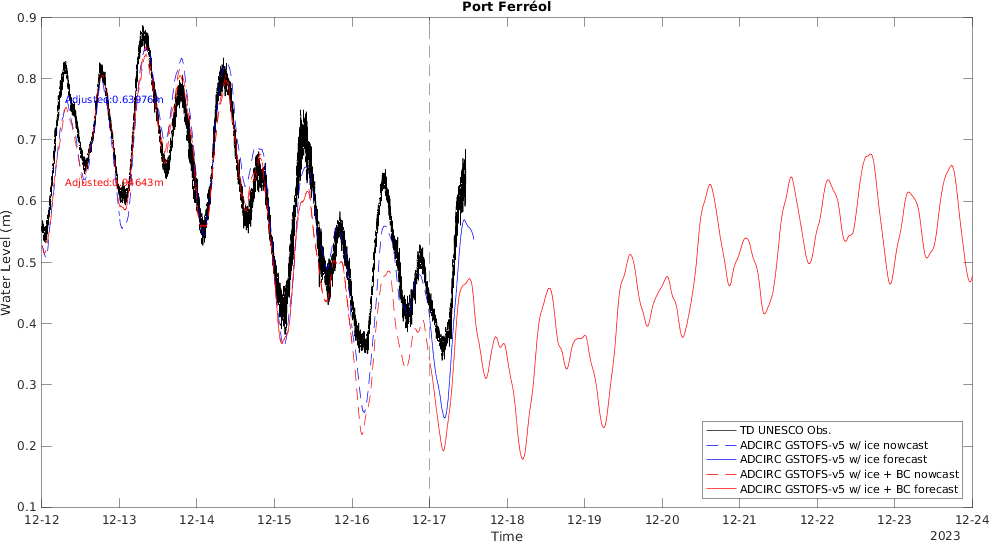 Port Ferréol
0.9
0.8
0.7
0.6
0.5
0.4
0.3
0.2
0.1
Water Level (m)
Adjusted:0.63976m
12-12 12-13 12-14 12-15 12-16 12-17 12-18 12-19 12-20 12-21 12-22 12-23 12-24
Time
2023
TD UNESCO Obs.
ADCIRC GSTOFS-v5 w/ ice nowcast
ADCIRC GSTOFS-v5 w/ ice forecast
ADCIRC GSTOFS-v5 w/ ice + BC nowcast
ADCIRC GSTOFS-v5 w/ ice + BC forecast